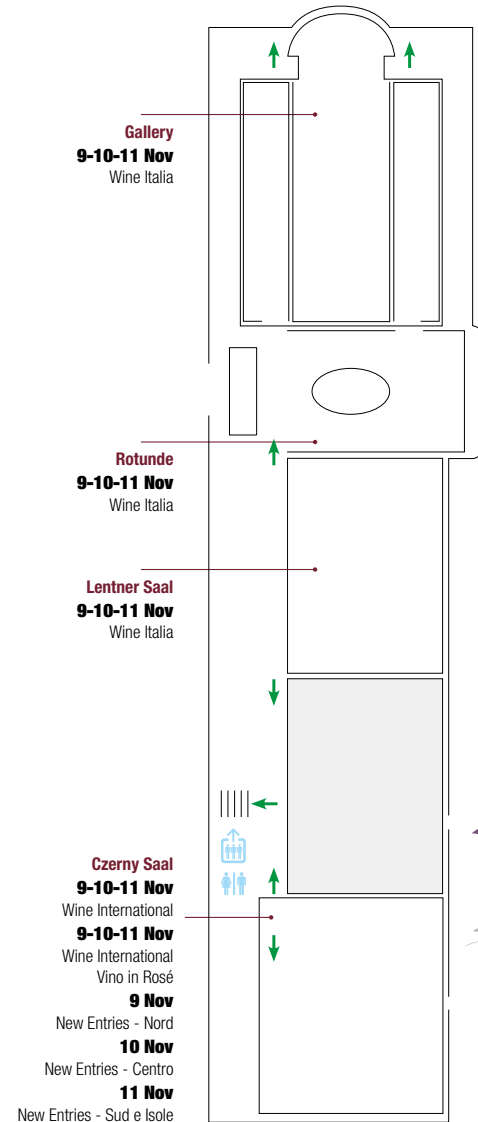 Gallery
9-10-11 Nov
Wine Italia
Rotunde
9-10-11 Nov
Wine Italia
Lentner Saal
9-10-11 Nov
Wine Italia
Czerny Saal
9-10-11 Nov
Wine International
9-10-11 Nov
Wine International
Vino in Rosé
9 Nov
New Entries - Nord
10 Nov
New Entries - Centro
11 Nov
New Entries - Sud e Isole